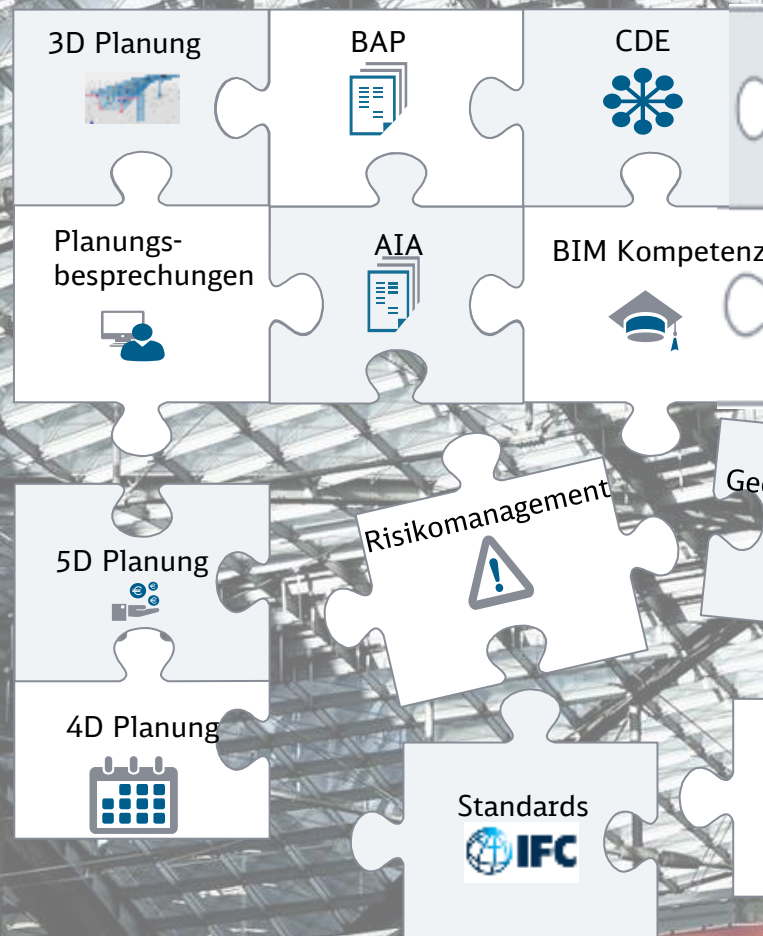 3D Planung
BAP
CDE
Planungs-
besprechungen
AIA
BIM Kompetenz
5D Planung
Risikomanagement
4D Planung
Standards
IFC